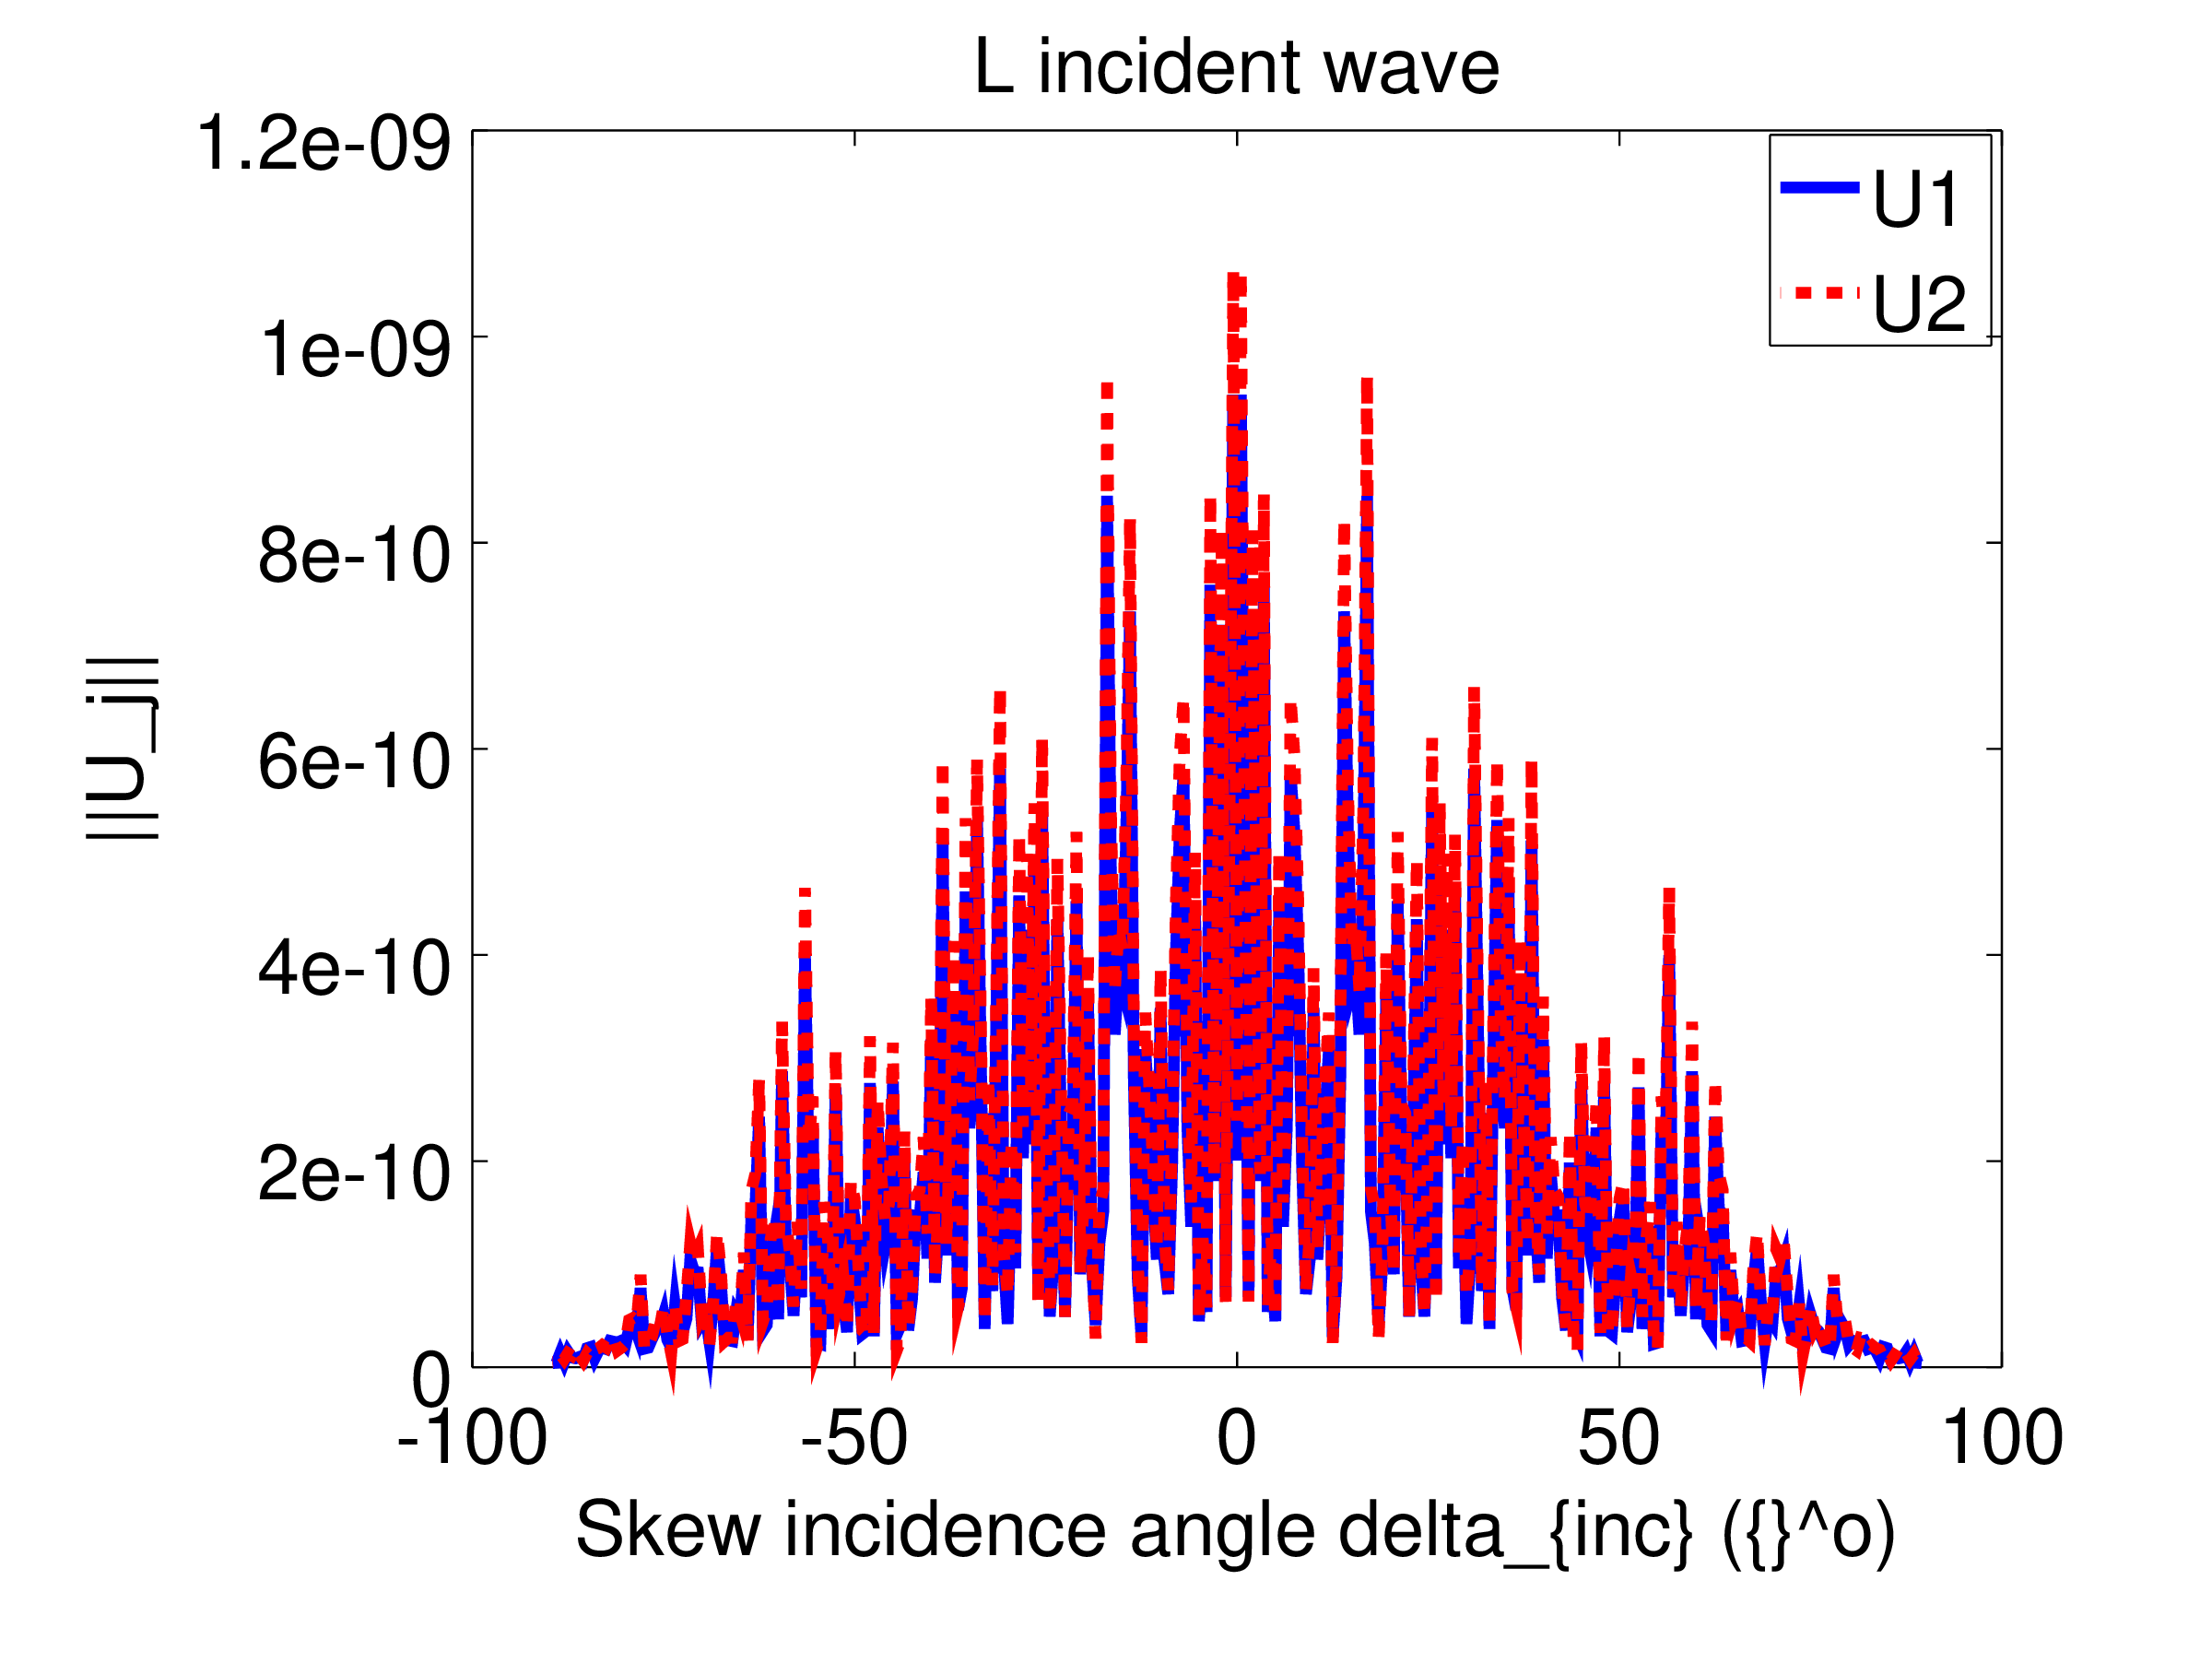 L incident wave
1.2e-09
1e-09
8e-10
6e-10
4e-10
2e-10
0
||U_j||
U1
U2
-100 -50 0 50 100
Skew incidence angle delta_{inc} ({}^o)